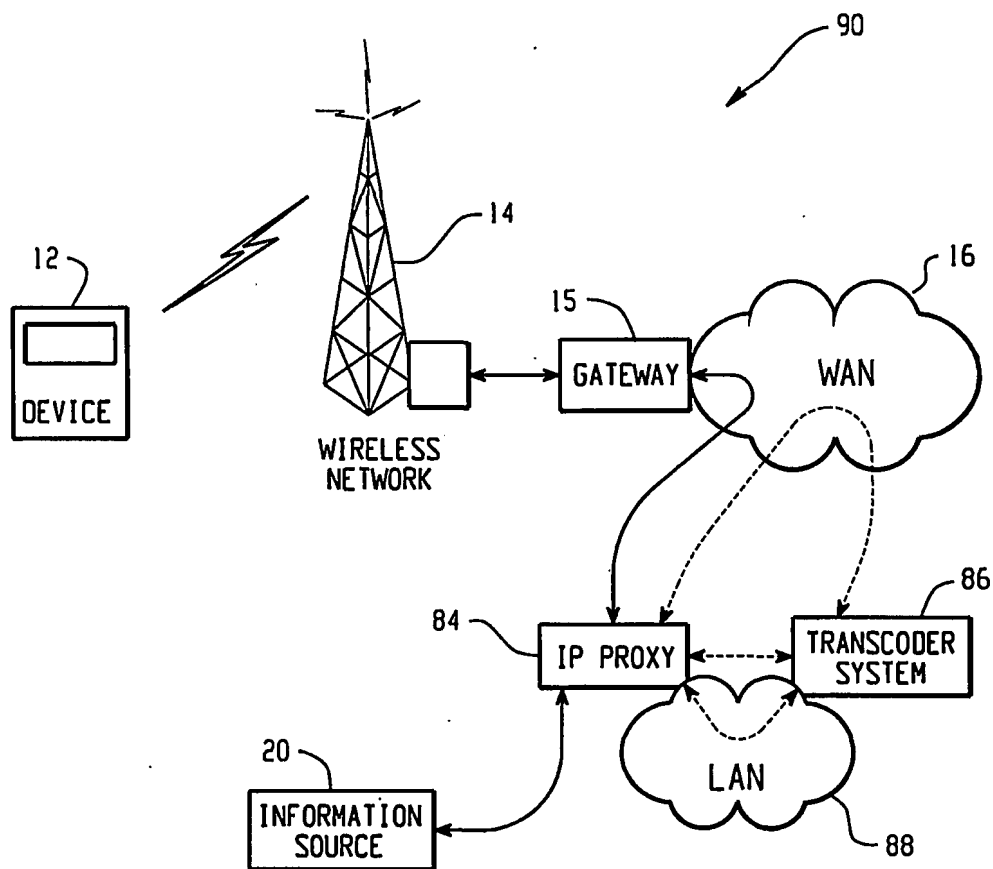 90
14
12
16
15
GATEWAY
WAN
DEVICE
WIRELESS
NETWORK
86
84
IP PROXY
TRANSCODER
SYSTEM
20
LAN
INFORMATION
SOURCE
88